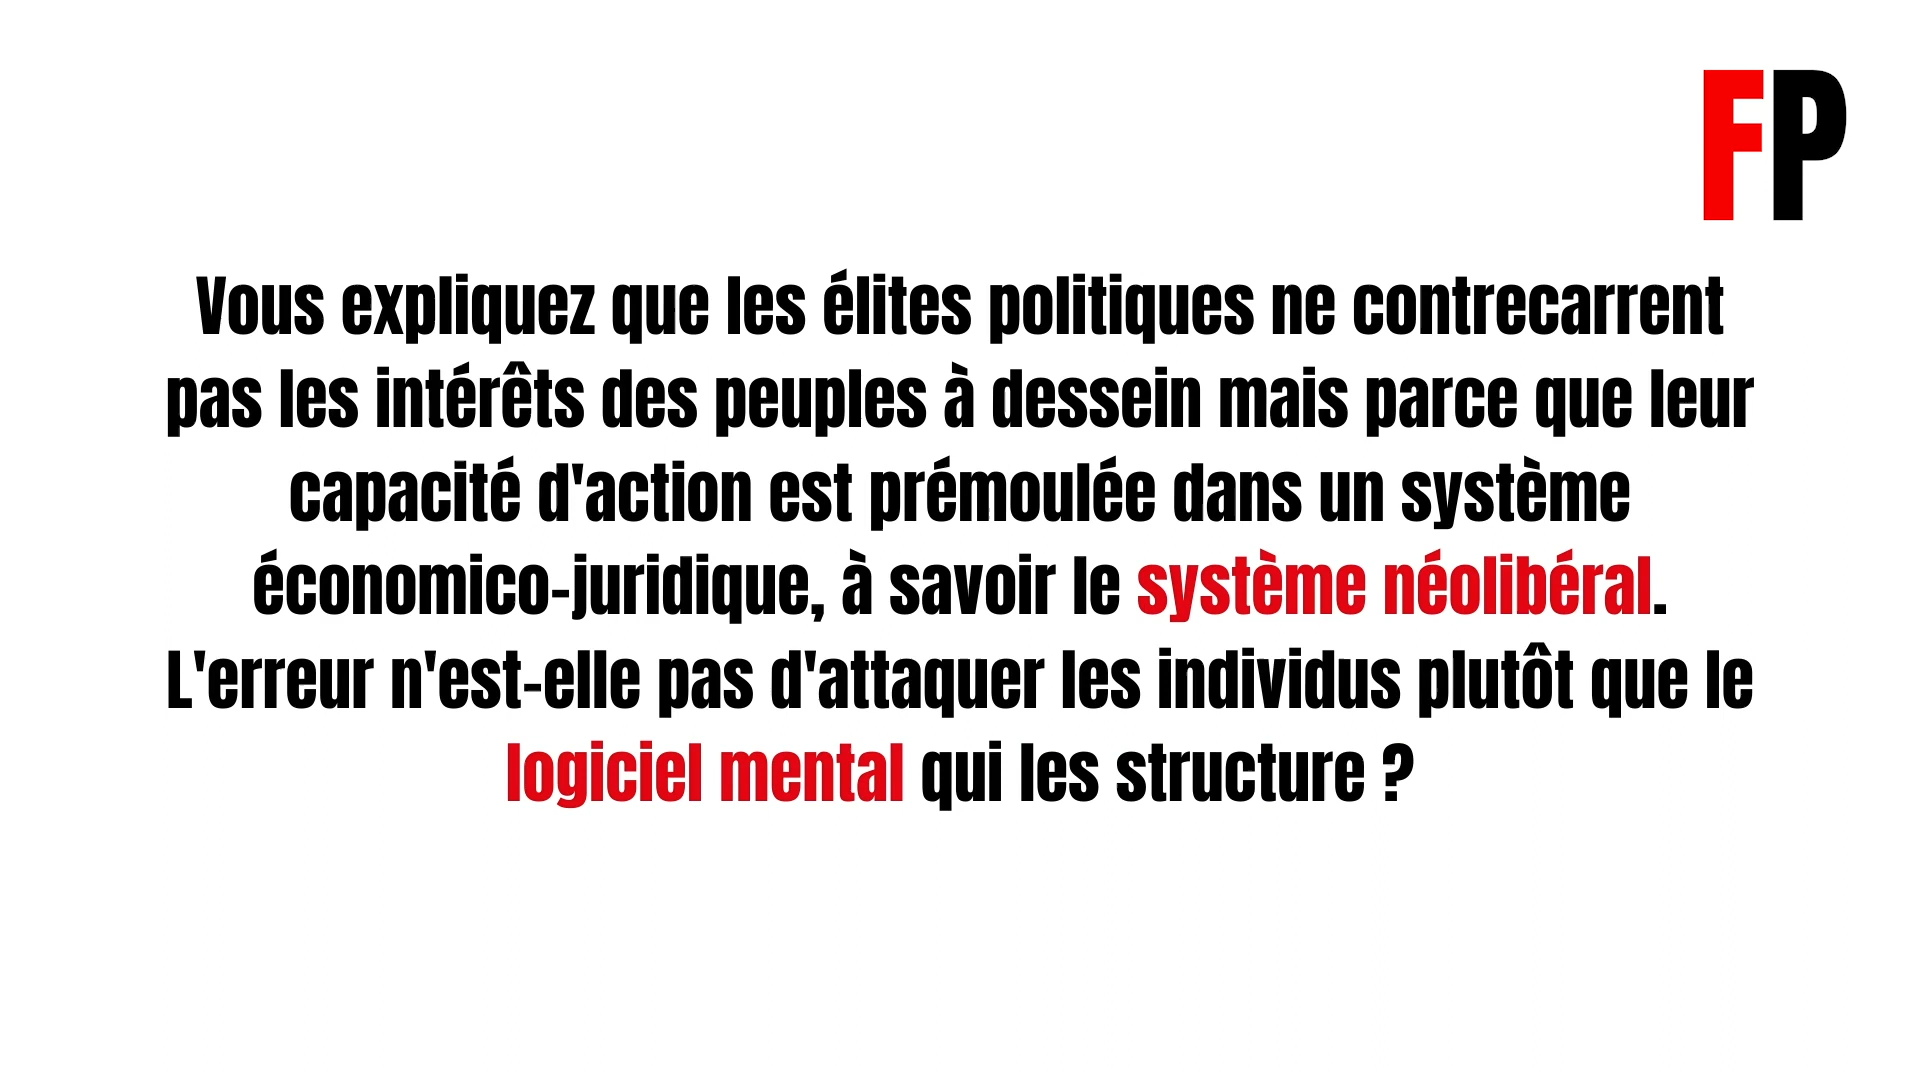 FP
Vous expliquez que les élites politiques ne contrecarrent
pas les intérêts des peuples à dessein mais parce que leur
capacité d'action est prémoulée dans un système
économico-juridique, à savoir le système néolibéral.
L'erreur n'est-elle pas d'attaquer les individus plutôt que le
logiciel mental qui les structure ?